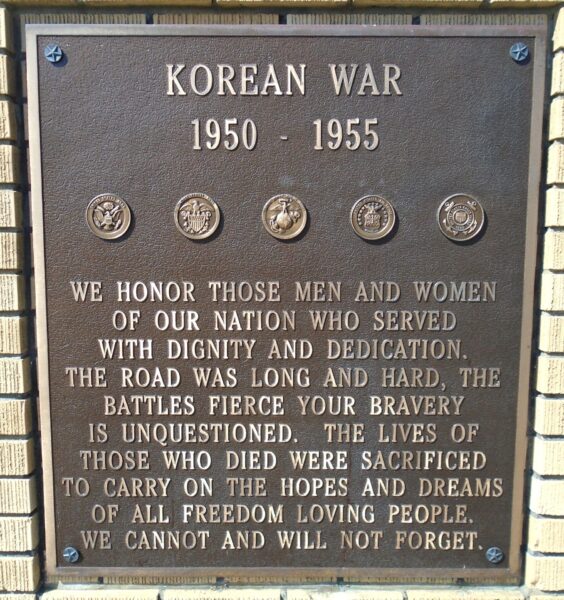 KOREAN WAR
1950 - 1955
WE HONOR THOSE MEN AND WOMEN
OF OUR NATION WHO SERVED
WITH DIGNITY AND DEDICATION.
THE ROAD WAS LONG AND HARD, THE
BATTLES FIERCE YOUR BRAVERY
IS UNQUESTIONED. THE LIVES OF
THOSE WHO DIED WERE SACRIFICED
TO CARRY ON THE HOPES AND DREAMS
OF ALL FREEDOM LOVING PEOPLE.
WE CANNOT AND WILL NOT FORGET.